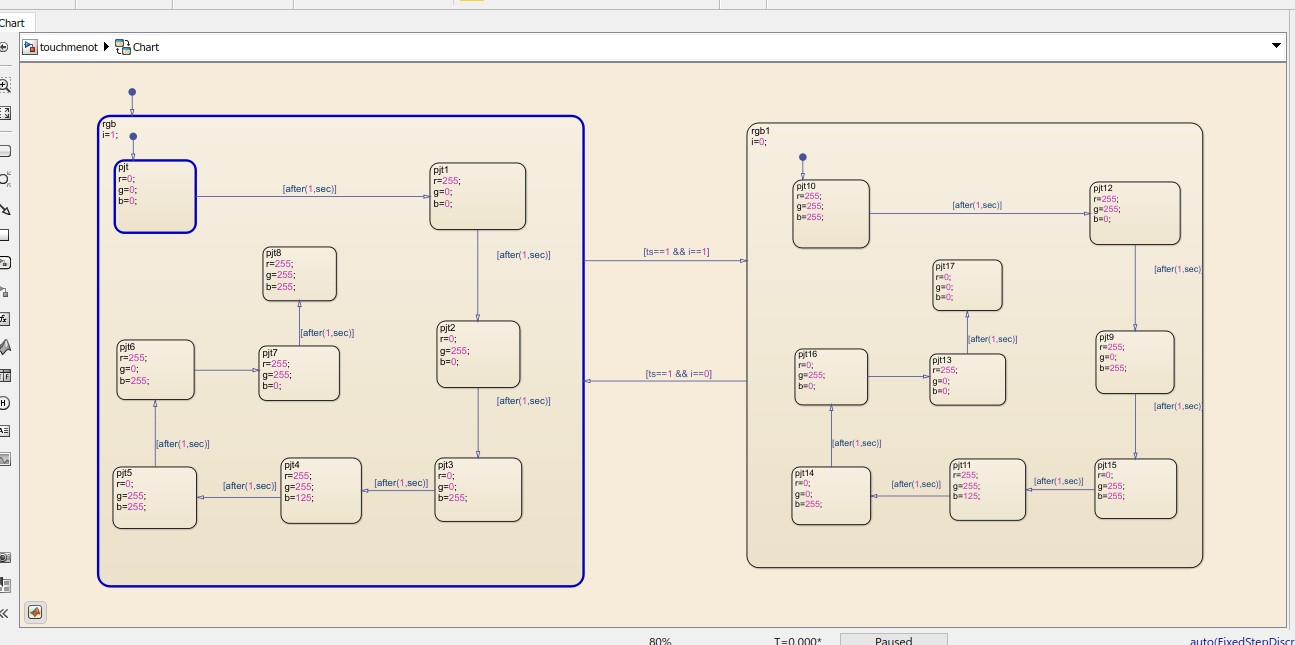 Chart
touchmenot
Chart
rgb
i=1;
pjt
r=0;
g=0;
b=0;
[after(1,sec)]
pjt1
r=255;
g=0;
b=0;
[after(1,sec)]
pjt8
r=255;
g=255;
b=255;
[after(1,sec)]
pjt2
r=0;
g=255;
b=0;
[after(1,sec)]
pjt6
r=255;
g=0;
b=255;
pjt7
r=255;
g=255;
b=0;
[after(1,sec)]
pjt5
r=0;
g=255;
b=255;
[after(1,sec)]
pjt4
r=255;
g=255;
b=125;
[after(1,sec)]
pjt3
r=0;
g=0;
b=255;
[ts==1 && i==1]
[ts==1 && i==0]
rgb1
i=0;
pjt10
r=255;
g=255;
b=255;
[after(1,sec)]
pjt12
r=255;
g=255;
b=0;
[after(1,sec)
pjt17
r=0;
g=0;
b=0;
[after(1,sec)]
pjt9
r=255;
g=0;
b=255;
[after(1,sec)
pjt16
r=0;
g=255;
b=0;
pjt13
r=255;
g=0;
b=0;
[after(1,sec)]
pjt14
r=0;
g=0;
b=255;
[after(1,sec)]
pjt11
r=255;
g=255;
b=125;
[after(1,sec)]
pjt15
r=0;
g=255;
b=255;
80%
T=0.000*
Paused
auto(FixedStepDiscr